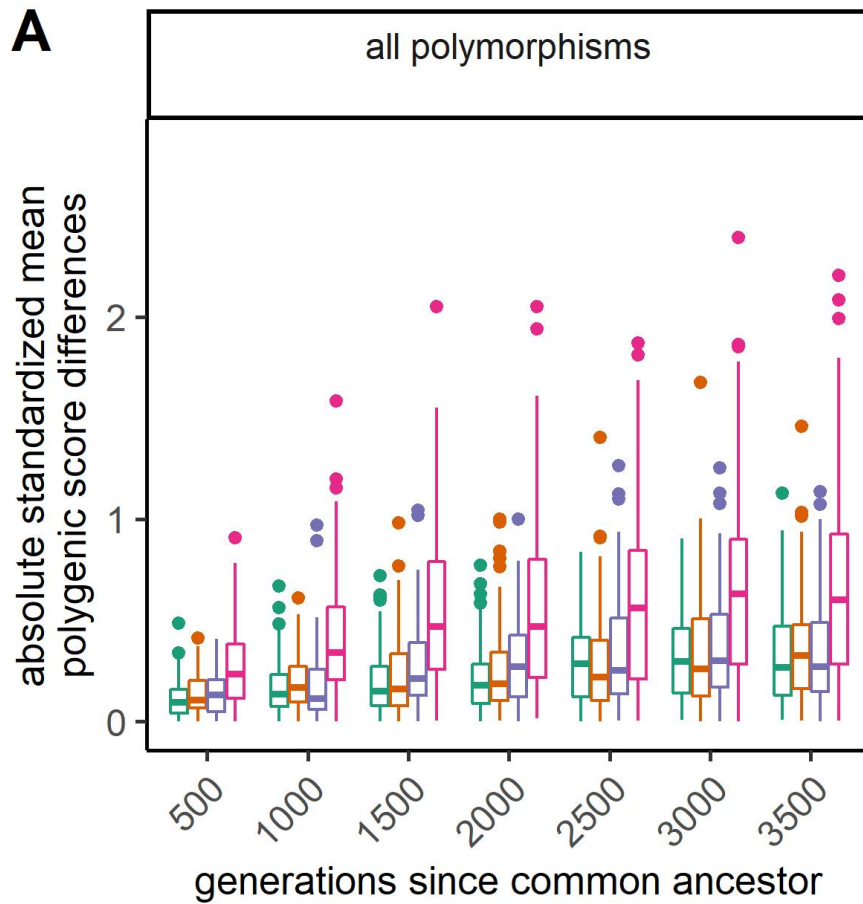 A
all polymorphisms
absolute standardized mean
polygenic score differences
2
1
0
500
1000
1500
2000
2500
3000
3500
generations since common ancestor